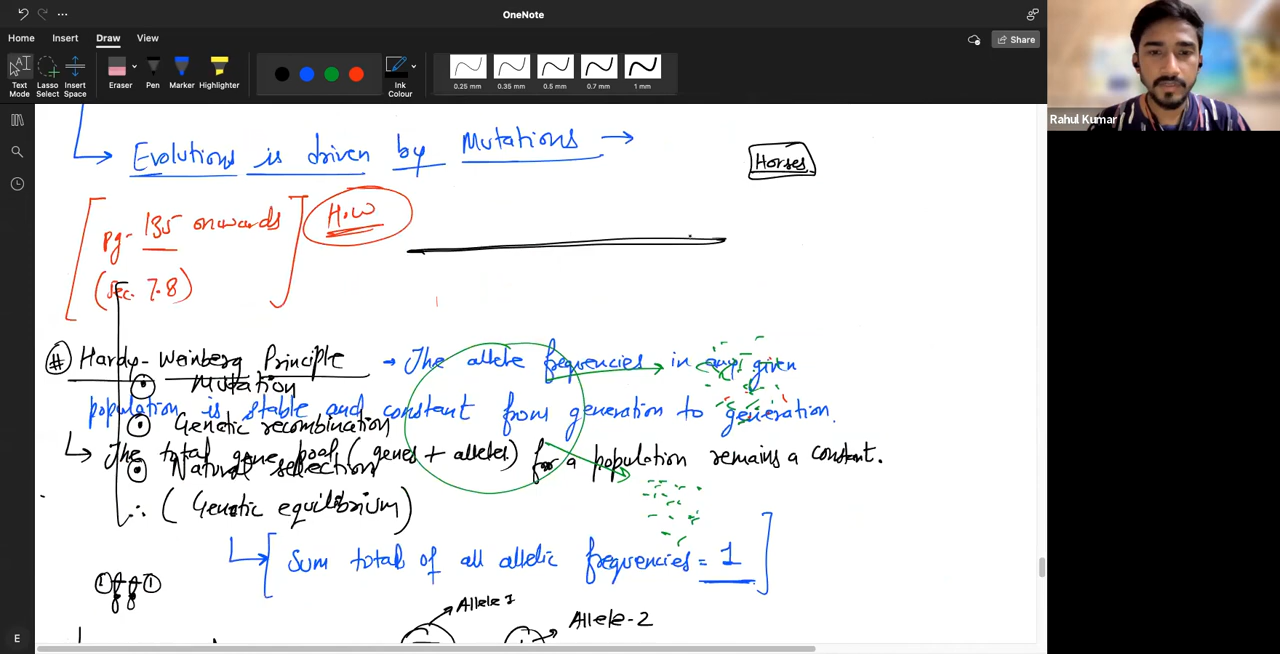 OneNote
Home Insert Draw View
Share
Text Mode
Lasso Select
Insert Space
Eraser
Pen
Marker
Highlighter
Ink Colour
0.25 mm
0.35 mm
0.5 mm
0.7 mm
1 mm
Rahul Kumar
Evolutions is driven by Mutations →
Horses
pg- 135 onwards
H.W
(Sec. 7.8)
# Hardy-Weinberg Principle → The allele frequencies in any given
Mutation
population is stable and constant from generation to generation.
Genetic recombination
↳ The total gene pool (genes + alleles) for a population remains a constant.
Natural selection
∴ (Genetic equilibrium)
[Sum total of all allelic frequencies = 1]
Allele 1
Allele-2
E